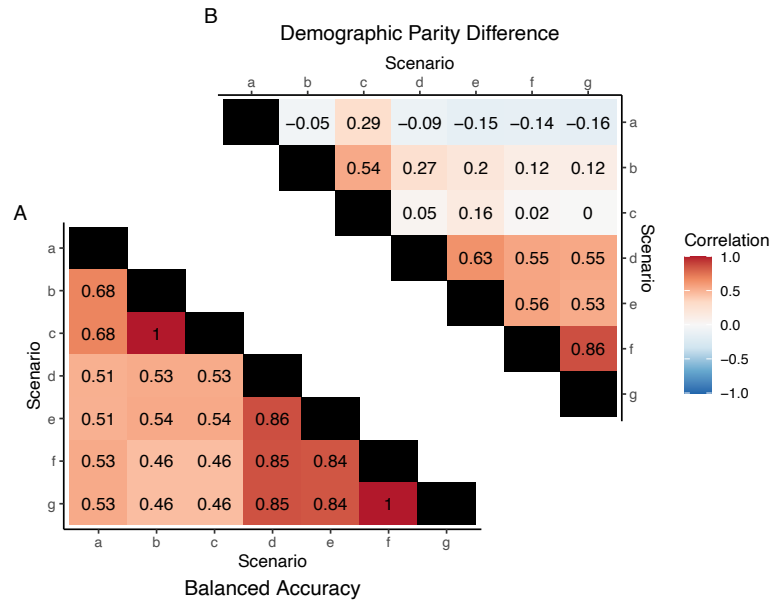 B
Demographic Parity Difference
Scenario
a b c d e f g
−0.05 0.29 −0.09 −0.15 −0.14 −0.16 a
0.54 0.27 0.2 0.12 0.12 b
0.05 0.16 0.02 0 c
0.63 0.55 0.55 d
0.56 0.53 e
0.86 f
g
Scenario
A
a
b 0.68
c 0.68 1
d 0.51 0.53 0.53
e 0.51 0.54 0.54 0.86
f 0.53 0.46 0.46 0.85 0.84
g 0.53 0.46 0.46 0.85 0.84 1
Scenario
a b c d e f g
Scenario
Balanced Accuracy
Correlation
1.0
0.5
0.0
−0.5
−1.0